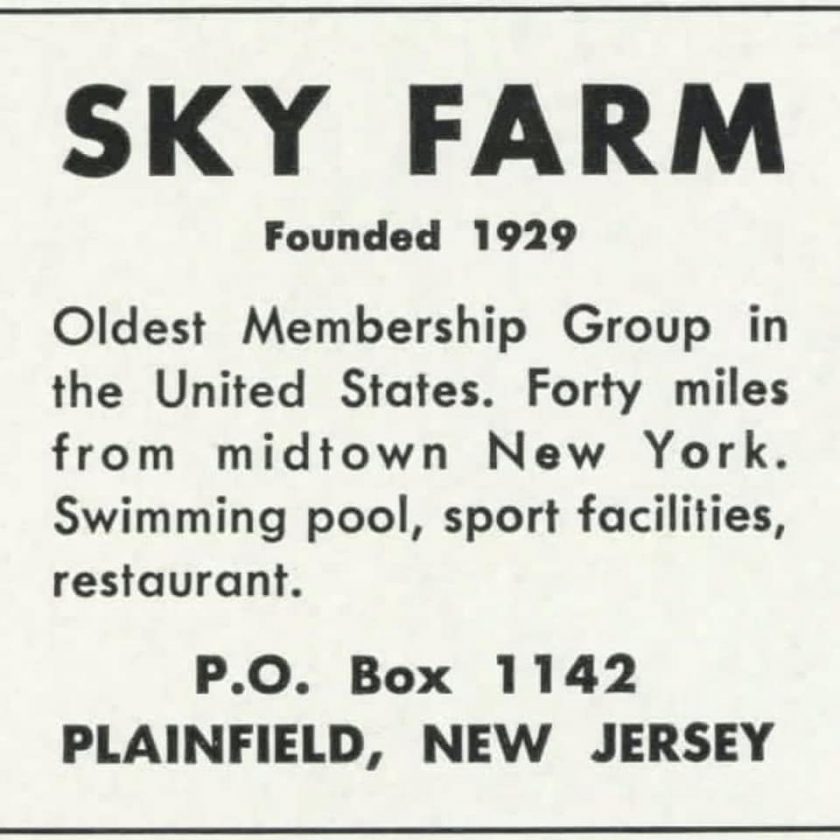 SKY FARM
Founded 1929
Oldest Membership Group in
the United States. Forty miles
from midtown New York.
Swimming pool, sport facilities,
restaurant.
P.O. Box 1142
PLAINFIELD, NEW JERSEY